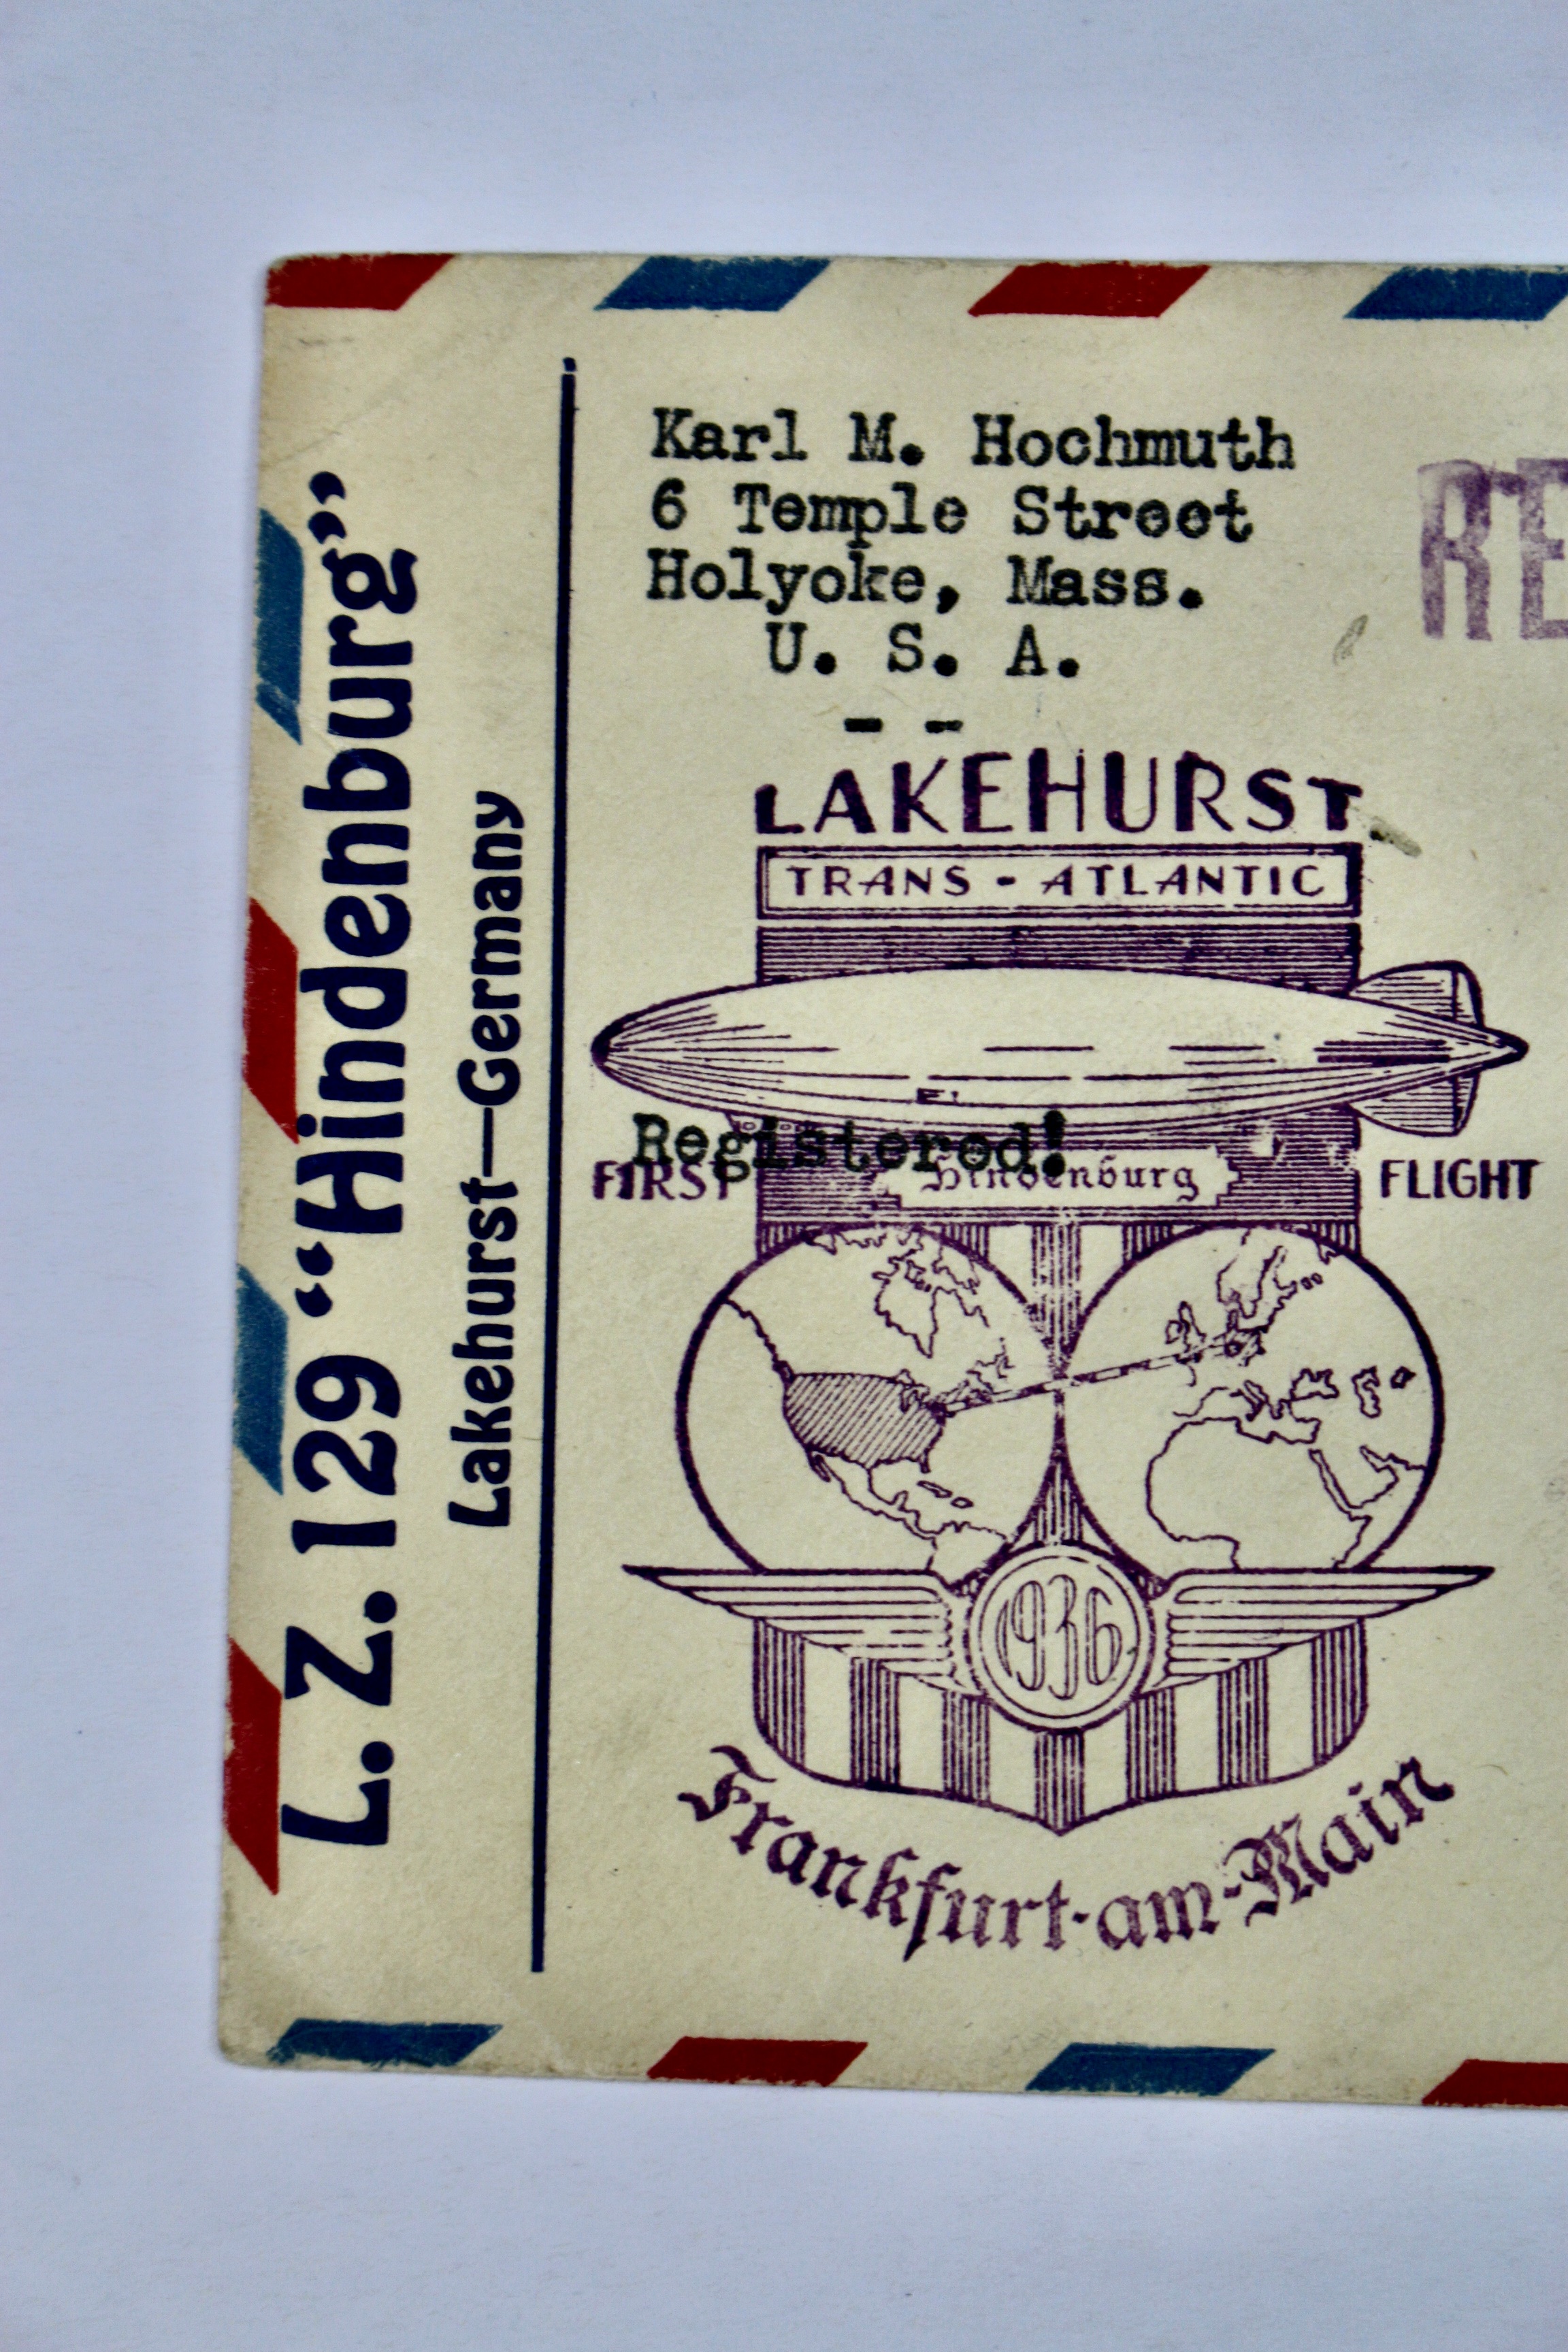 L. Z. 129 “Hindenburg”
Lakehurst—Germany
Karl M. Hochmuth
6 Temple Street
Holyoke, Mass.
U. S. A.
- -
RE
LAKEHURST
TRANS - ATLANTIC
Registered!
FIRST Hindenburg FLIGHT
1936
Frankfurt-am-Main